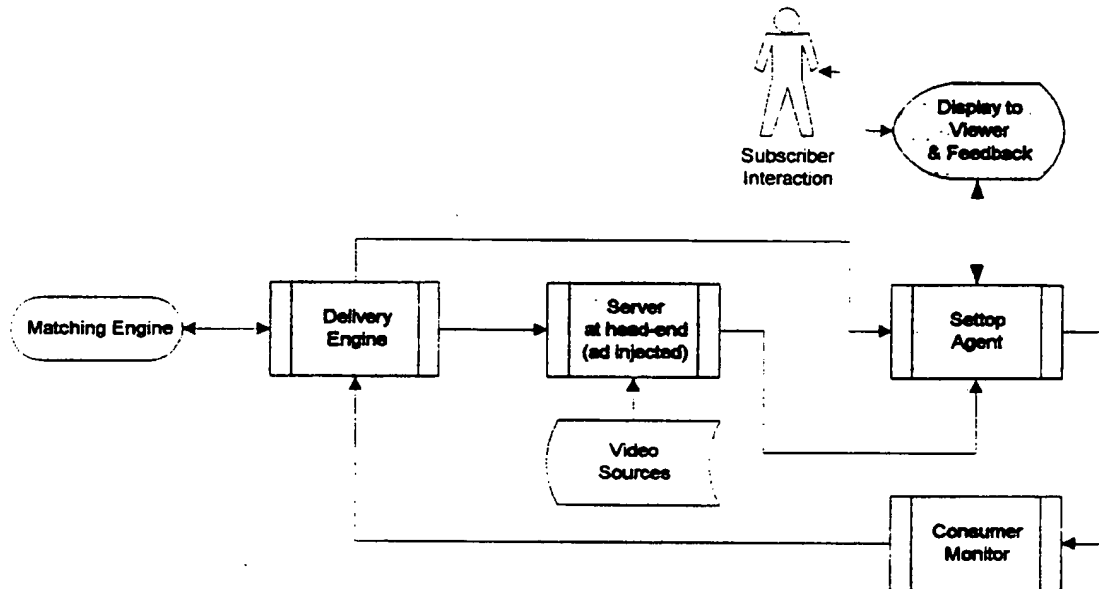 Display to
Viewer
& Feedback
Subscriber
Interaction
Matching Engine
Delivery
Engine
Server
at head-end
(ad injected)
Settop
Agent
Video
Sources
Consumer
Monitor